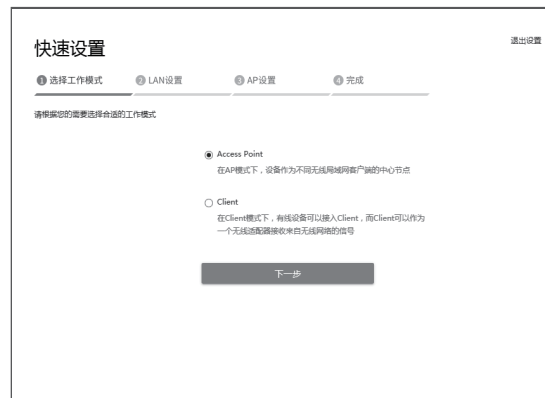 退出设置
快速设置
1 选择工作模式 2 LAN设置 3 AP设置 4 完成
请根据您的需要选择合适的工作模式
Access Point
在AP模式下，设备作为不同无线局域网客户端的中心节点
Client
在Client模式下，有线设备可以接入Client，而Client可以作为
一个无线适配器接收来自无线网络的信号
下一步